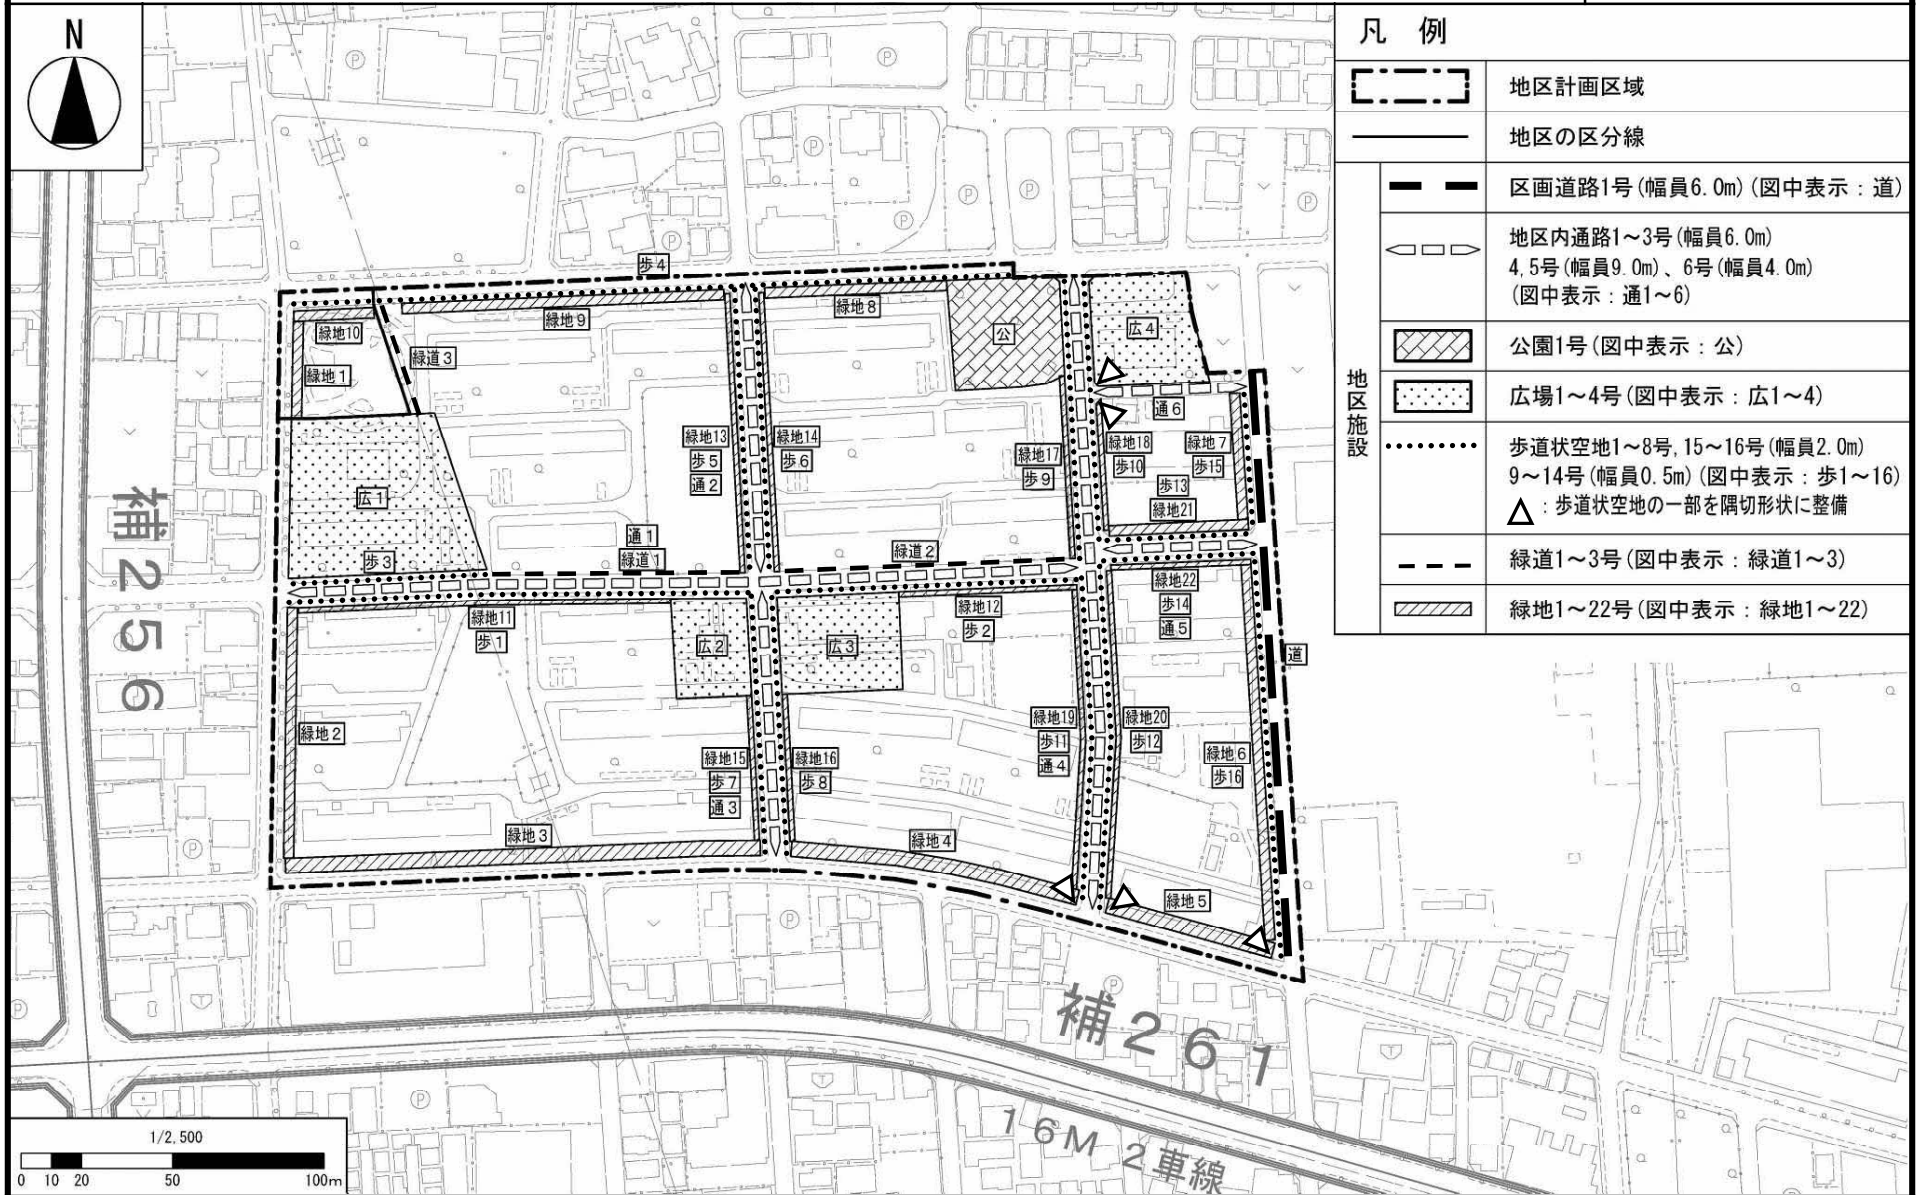 N
凡 例
地区計画区域
地区の区分線
地区施設
区画道路1号(幅員6.0m)(図中表示：道)
地区内通路1～3号(幅員6.0m)
4,5号(幅員9.0m)、6号(幅員4.0m)
(図中表示：通1～6)
公園1号(図中表示：公)
広場1～4号(図中表示：広1～4)
歩道状空地1～8号,15～16号(幅員2.0m)
9～14号(幅員0.5m)(図中表示：歩1～16)
△：歩道状空地の一部を隅切形状に整備
緑道1～3号(図中表示：緑道1～3)
緑地1～22号(図中表示：緑地1～22)
歩4
緑地10
緑地9
緑地8
公
広4
緑道3
緑地1
通6
緑地13
歩5
通2
緑地14
歩6
緑地17
歩9
緑地18
歩10
緑地7
歩15
歩13
緑地21
広1
通1
緑道1
緑道2
歩3
緑地11
歩1
広2
広3
緑地12
歩2
緑地22
歩14
通5
道
緑地2
緑地15
歩7
通3
緑地16
歩8
緑地19
歩11
通4
緑地20
歩12
緑地6
歩16
緑地3
緑地4
緑地5
補256
補261
16M 2車線
1/2,500
0 10 20 50 100m
P
P
P
P
P
P
P
P
P
P
P
P
P
T
T
T